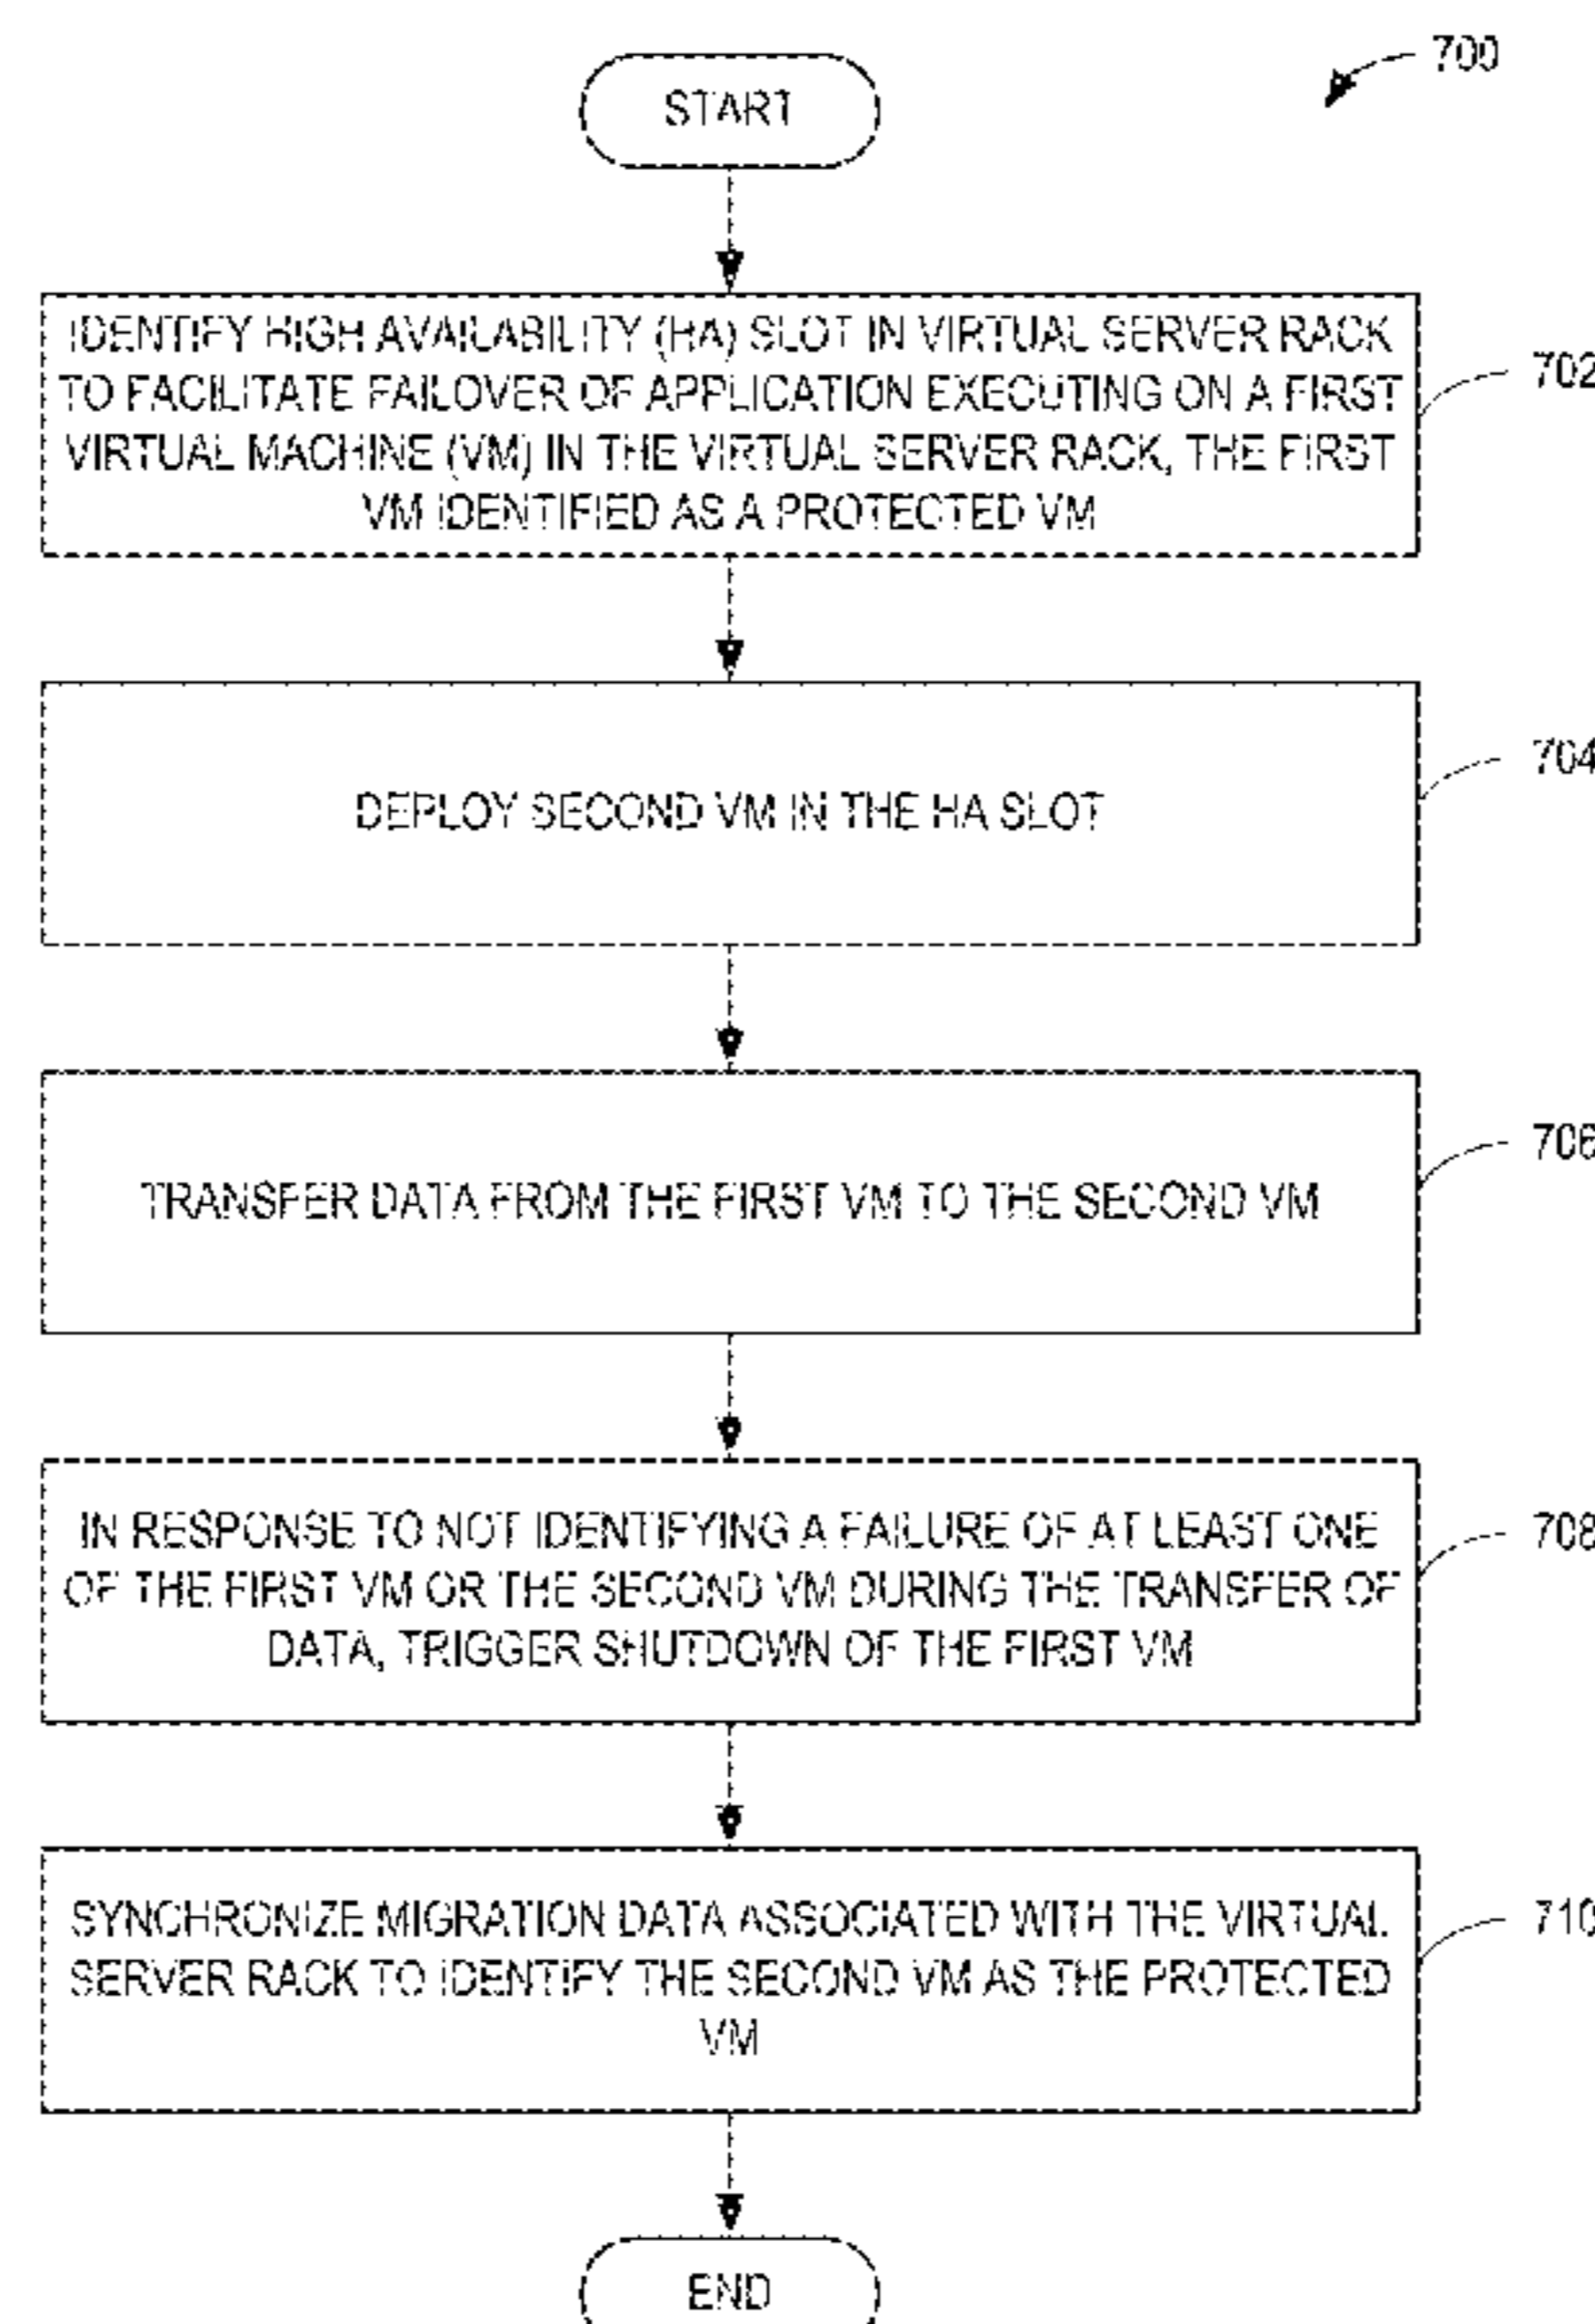 700
START
IDENTIFY HIGH AVAILABILITY (HA) SLOT IN VIRTUAL SERVER RACK
TO FACILITATE FAILOVER OF APPLICATION EXECUTING ON A FIRST
VIRTUAL MACHINE (VM) IN THE VIRTUAL SERVER RACK, THE FIRST
VM IDENTIFIED AS A PROTECTED VM
702
DEPLOY SECOND VM IN THE HA SLOT
704
TRANSFER DATA FROM THE FIRST VM TO THE SECOND VM
706
IN RESPONSE TO NOT IDENTIFYING A FAILURE OF AT LEAST ONE
OF THE FIRST VM OR THE SECOND VM DURING THE TRANSFER OF
DATA, TRIGGER SHUTDOWN OF THE FIRST VM
708
SYNCHRONIZE MIGRATION DATA ASSOCIATED WITH THE VIRTUAL
SERVER RACK TO IDENTIFY THE SECOND VM AS THE PROTECTED
VM
710
END